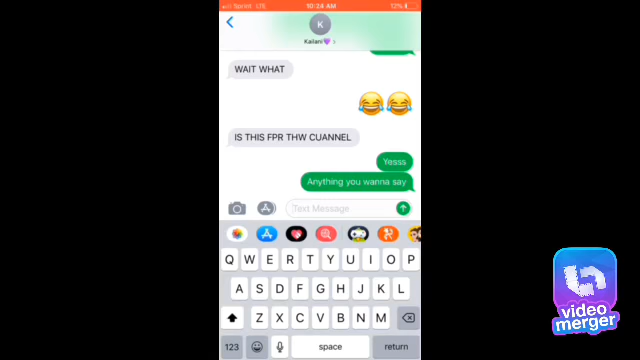 Sprint LTE 10:24 AM 12%
K
Kailani💜
WAIT WHAT
😂😂
IS THIS FPR THW CUANNEL
Yesss
Anything you wanna say
Text Message
Q W E R T Y U I O P
A S D F G H J K L
Z X C V B N M
123 space return
video
merger